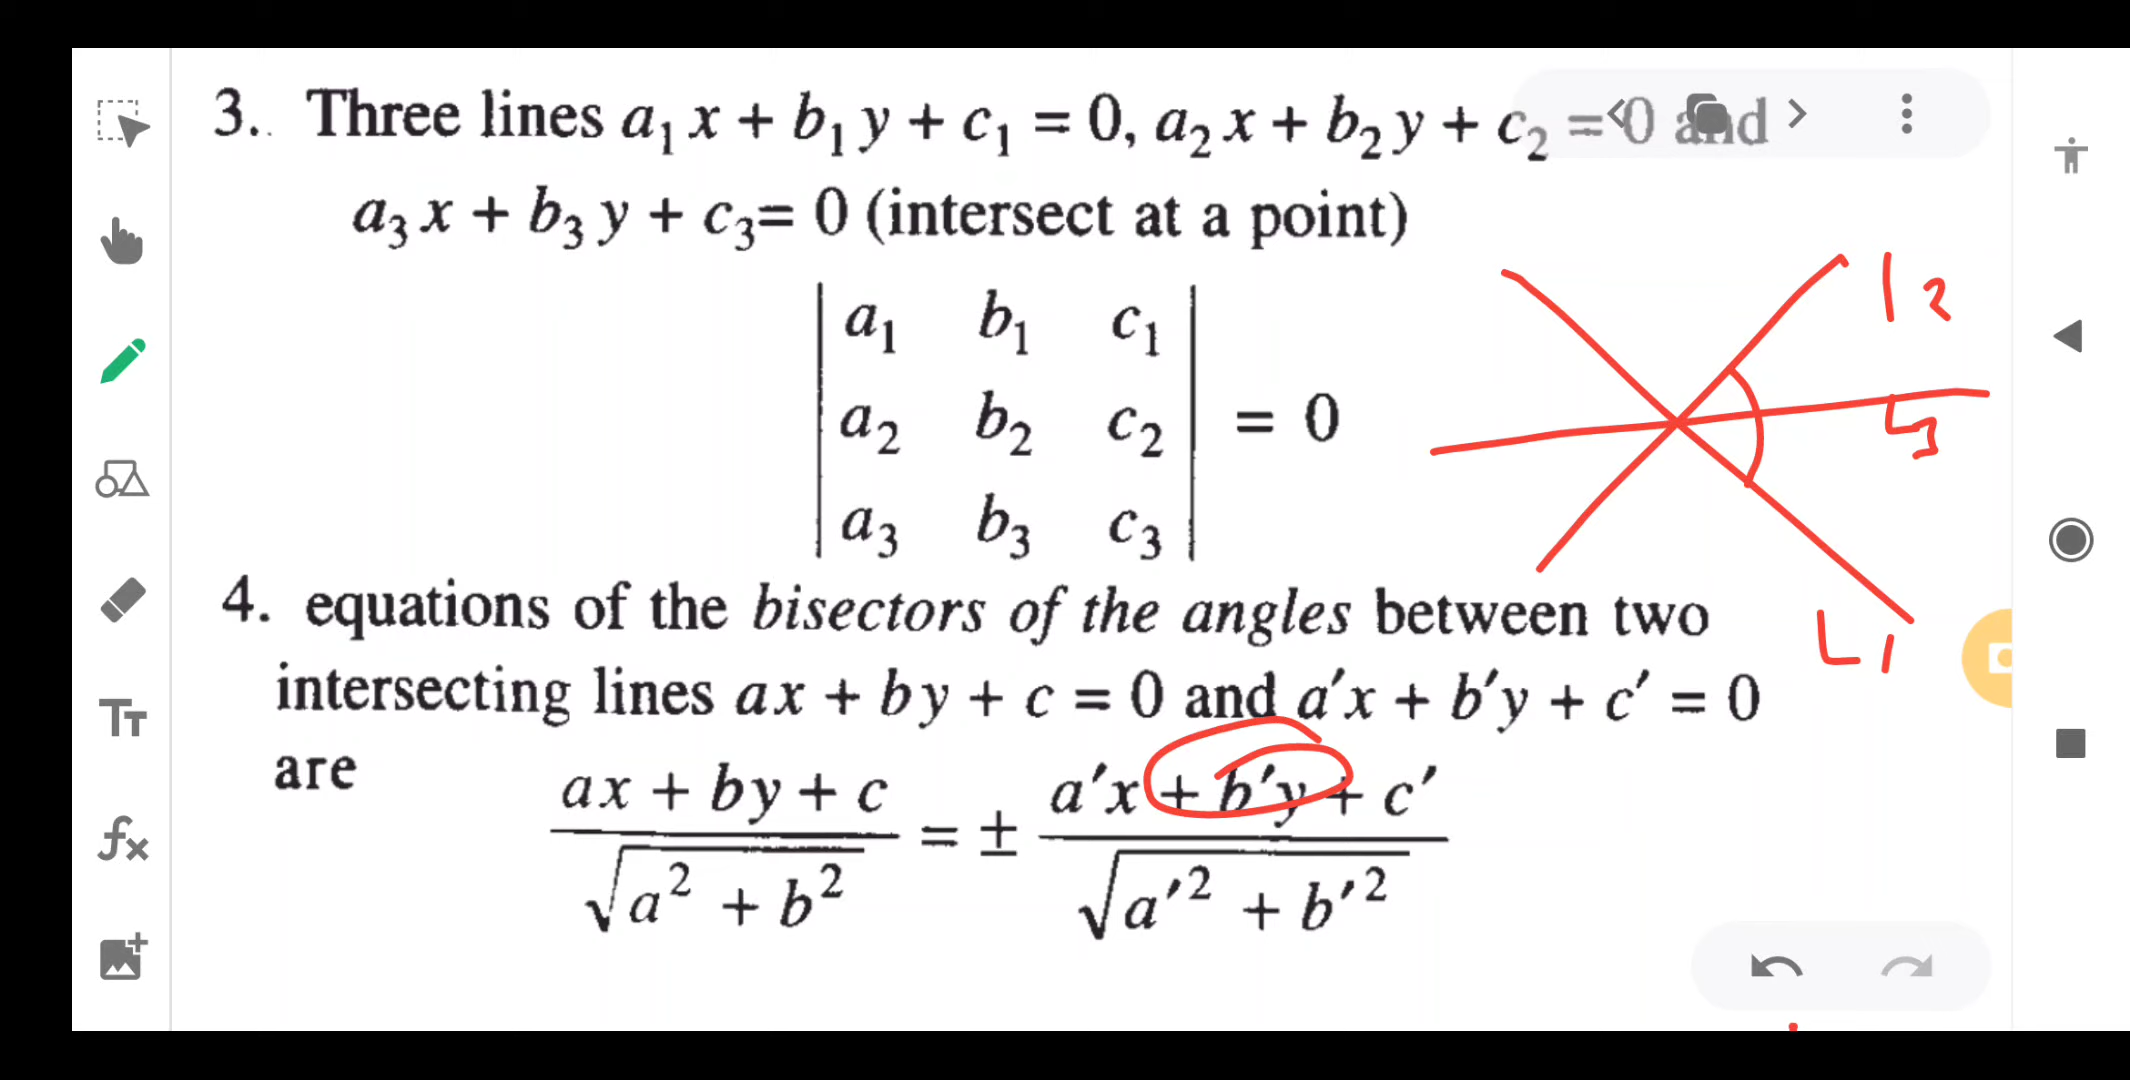 3. Three lines a₁x + b₁y + c₁ = 0, a₂x + b₂y + c₂ = 0 and
a₃x + b₃y + c₃= 0 (intersect at a point)
| a₁ b₁ c₁ |
| a₂ b₂ c₂ | = 0
| a₃ b₃ c₃ |
4. equations of the bisectors of the angles between two
intersecting lines ax + by + c = 0 and a′x + b′y + c′ = 0
are (ax + by + c)/√(a² + b²) = ± (a′x + b′y + c′)/√(a′² + b′²)
L₂
L₃
L₁
Tт
fx